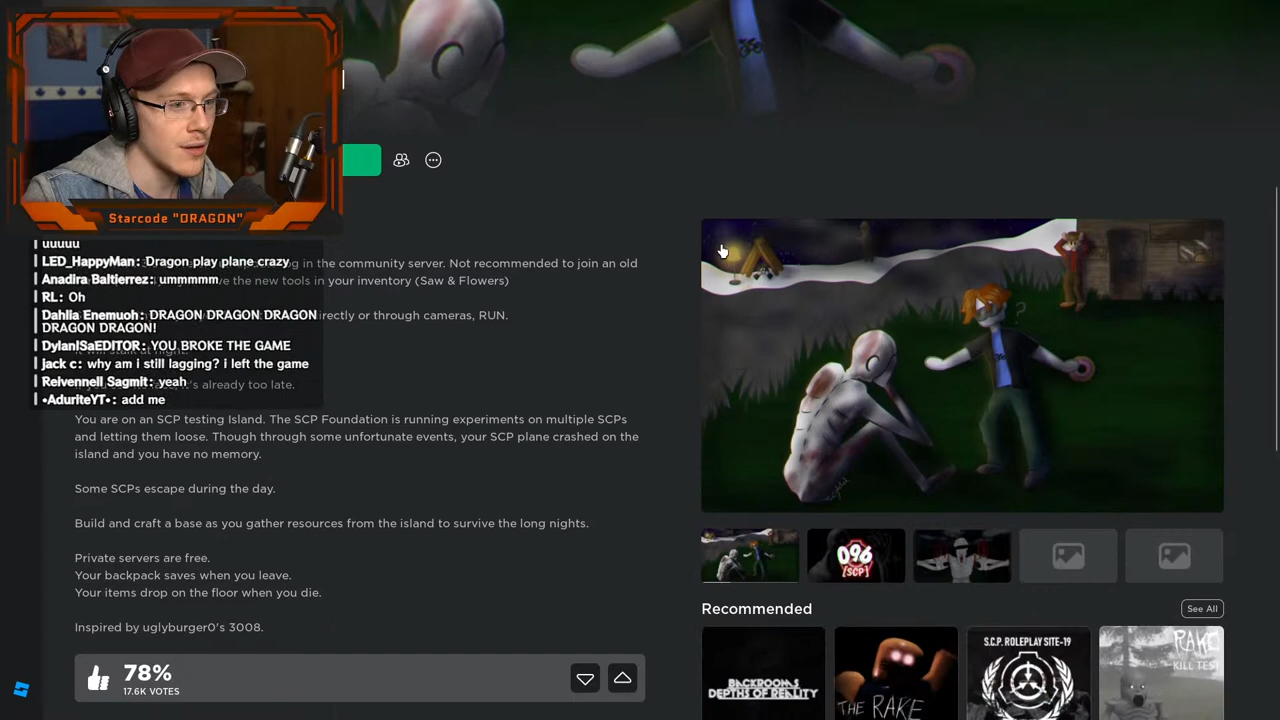 Starcode "DRAGON"
uuuuu
LED_HappyMan: Dragon play plane crazy
Anadira Baltierrez: ummmmm
RL: Oh
Dahlia Enemuoh: DRAGON DRAGON DRAGON
DRAGON DRAGON!
DylanISaEDITOR: YOU BROKE THE GAME
jack c: why am i still lagging? i left the game
Reivennell Sagmit: yeah
•AduriteYT•: add me
in the community server. Not recommended to join an old
the new tools in your inventory (Saw & Flowers)
directly or through cameras, RUN.
it's already too late.
You are on an SCP testing Island. The SCP Foundation is running experiments on multiple SCPs
and letting them loose. Though through some unfortunate events, your SCP plane crashed on the
island and you have no memory.
Some SCPs escape during the day.
Build and craft a base as you gather resources from the island to survive the long nights.
Private servers are free.
Your backpack saves when you leave.
Your items drop on the floor when you die.
Inspired by uglyburger0's 3008.
78%
17.6K VOTES
096
[SCP]
Recommended
See All
BACKROOMS
DEPTHS OF REALITY
THE RAKE
S.C.P. ROLEPLAY SITE-19
RAKE
KILL TEST